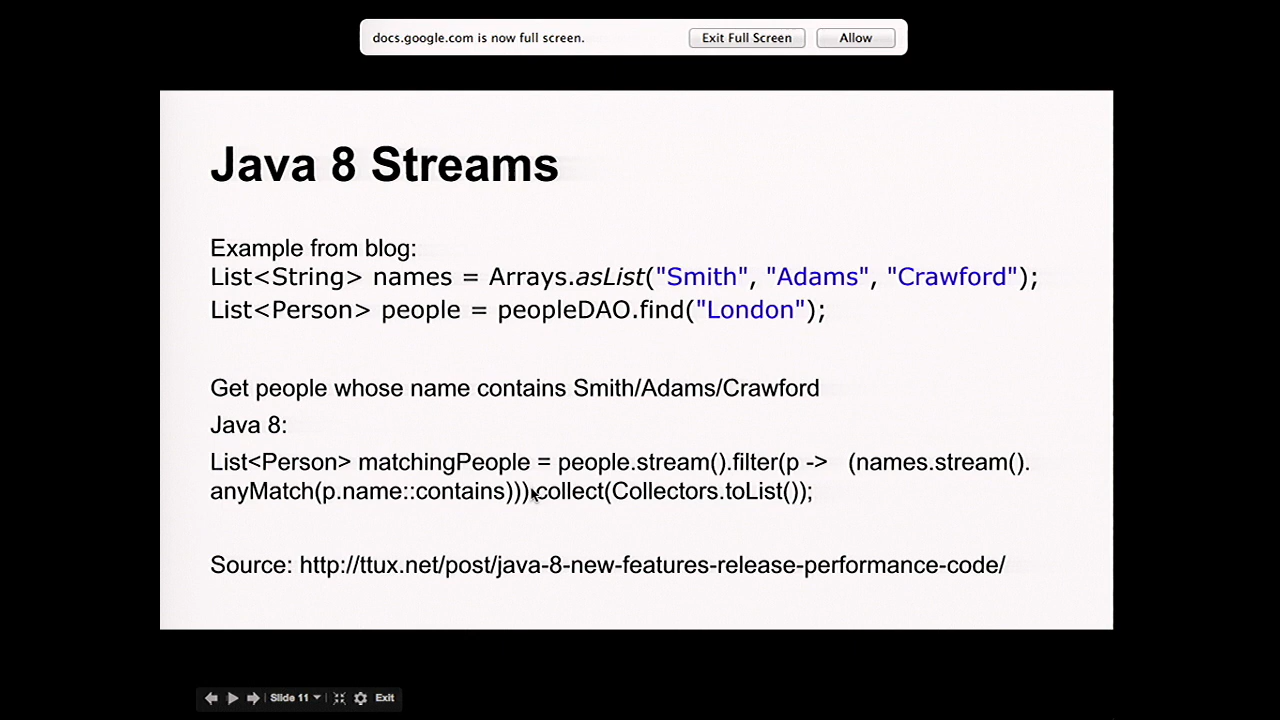 docs.google.com is now full screen.
Exit Full Screen
Allow
Java 8 Streams
Example from blog:
List<String> names = Arrays.asList("Smith", "Adams", "Crawford");
List<Person> people = peopleDAO.find("London");
Get people whose name contains Smith/Adams/Crawford
Java 8:
List<Person> matchingPeople = people.stream().filter(p -> (names.stream().
anyMatch(p.name::contains))).collect(Collectors.toList());
Source: http://ttux.net/post/java-8-new-features-release-performance-code/
Slide 11
Exit